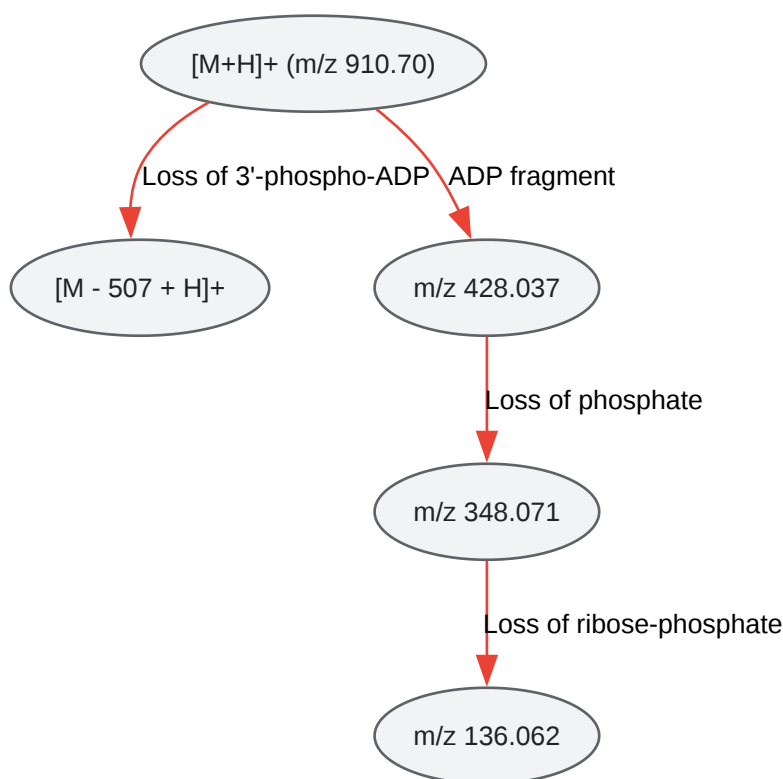 [M+H]+ (m/z 910.70)
Loss of 3'-phospho-ADP
ADP fragment
[M - 507 + H]+
m/z 428.037
Loss of phosphate
m/z 348.071
Loss of ribose-phosphate
m/z 136.062